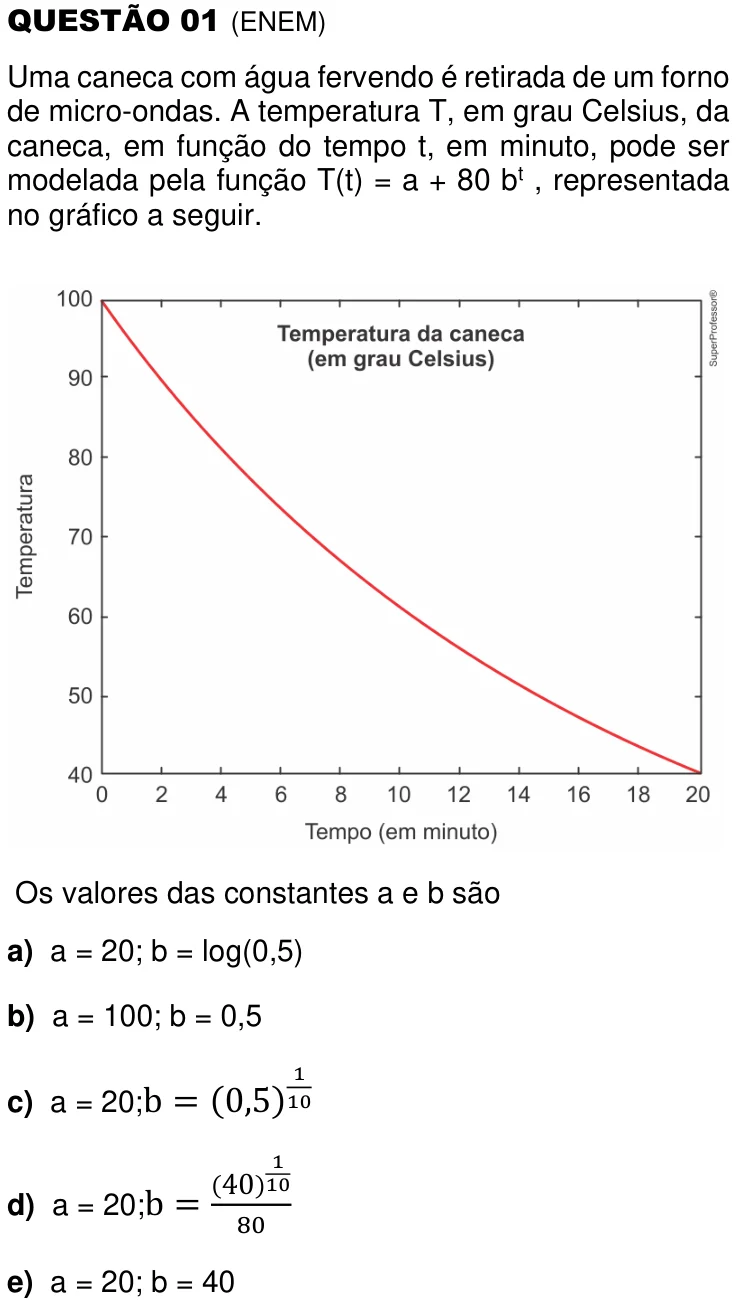 QUESTÃO 01 (ENEM)
Uma caneca com água fervendo é retirada de um forno
de micro-ondas. A temperatura T, em grau Celsius, da
caneca, em função do tempo t, em minuto, pode ser
modelada pela função T(t) = a + 80 bᵗ , representada
no gráfico a seguir.
SuperProfessor®
Temperatura da caneca
(em grau Celsius)
Temperatura
100
90
80
70
60
50
40
0 2 4 6 8 10 12 14 16 18 20
Tempo (em minuto)
Os valores das constantes a e b são
a) a = 20; b = log(0,5)
b) a = 100; b = 0,5
c) a = 20;b = (0,5)^(1/10)
d) a = 20;b = (40)^(1/10) / 80
e) a = 20; b = 40